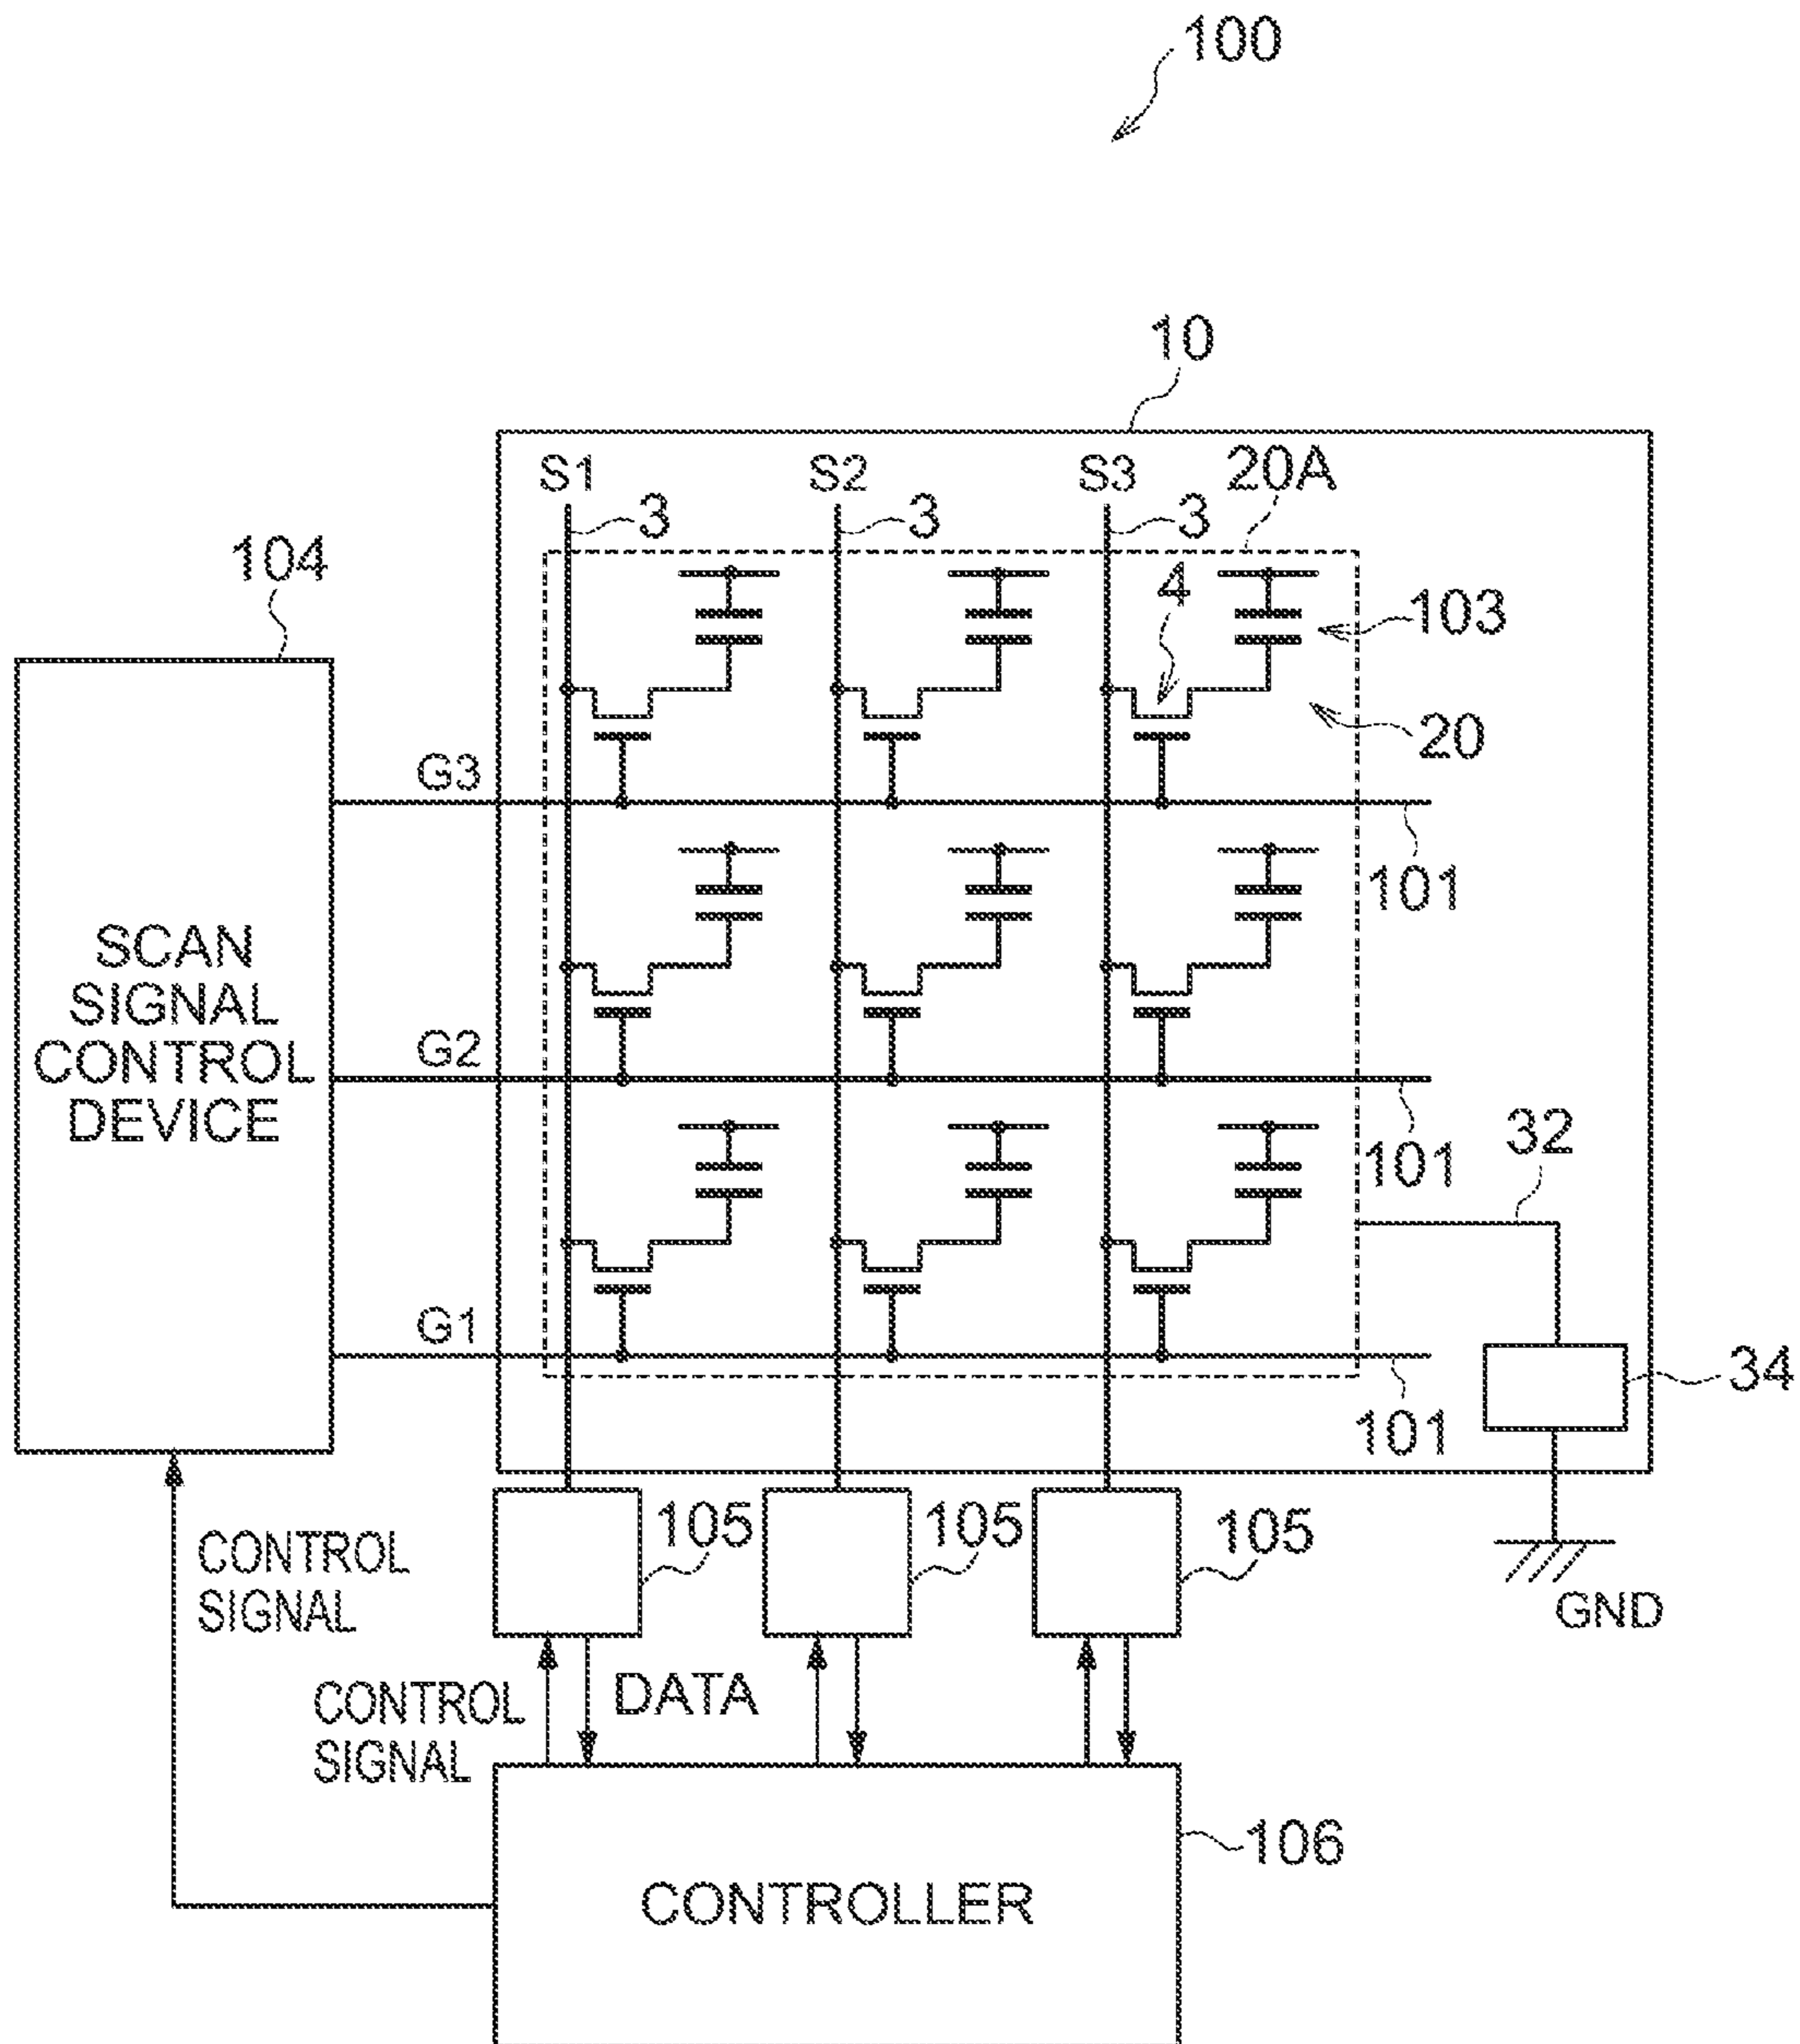 100
10
S1 S2 S3 20A
3 3 3
104
4
103
20
G3
101
SCAN
SIGNAL
CONTROL
DEVICE
G2
101
32
G1
34
101
105 105 105
CONTROL
SIGNAL
GND
CONTROL
SIGNAL
DATA
106
CONTROLLER